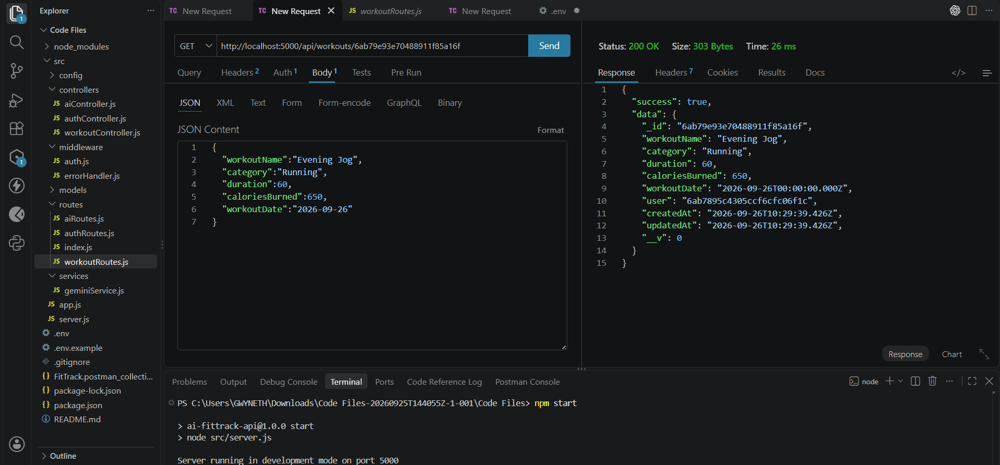 Explorer
Code Files
node_modules
src
config
controllers
JS aiController.js
JS authController.js
JS workoutController.js
middleware
JS auth.js
JS errorHandler.js
models
routes
JS aiRoutes.js
JS authRoutes.js
JS index.js
JS workoutRoutes.js
services
JS geminiService.js
JS app.js
JS server.js
.env
.env.example
.gitignore
{} FitTrack.postman_collecti...
{} package-lock.json
{} package.json
README.md
Outline
1
1
TC New Request
TC New Request
JS workoutRoutes.js
TC New Request
.env
GET
http://localhost:5000/api/workouts/6ab79e93e70488911f85a16f
Send
Query Headers 2 Auth 1 Body 1 Tests Pre Run
JSON XML Text Form Form-encode GraphQL Binary
JSON Content
Format
1 {
2 "workoutName":"Evening Jog",
3 "category":"Running",
4 "duration":60,
5 "caloriesBurned":650,
6 "workoutDate":"2026-09-26"
7 }
Status: 200 OK Size: 303 Bytes Time: 26 ms
Response Headers 7 Cookies Results Docs
</>
1 {
2 "success": true,
3 "data": {
4 "_id": "6ab79e93e70488911f85a16f",
5 "workoutName": "Evening Jog",
6 "category": "Running",
7 "duration": 60,
8 "caloriesBurned": 650,
9 "workoutDate": "2026-09-26T00:00:00.000Z",
10 "user": "6ab7895c4305ccf6cfc06f1c",
11 "createdAt": "2026-09-26T10:29:39.426Z",
12 "updatedAt": "2026-09-26T10:29:39.426Z",
13 "__v": 0
14 }
15 }
Response Chart
Problems Output Debug Console Terminal Ports Code Reference Log Postman Console
node
PS C:\Users\GWYNETH\Downloads\Code Files-20260925T144055Z-1-001\Code Files> npm start
> ai-fittrack-api@1.0.0 start
> node src/server.js
Server running in development mode on port 5000